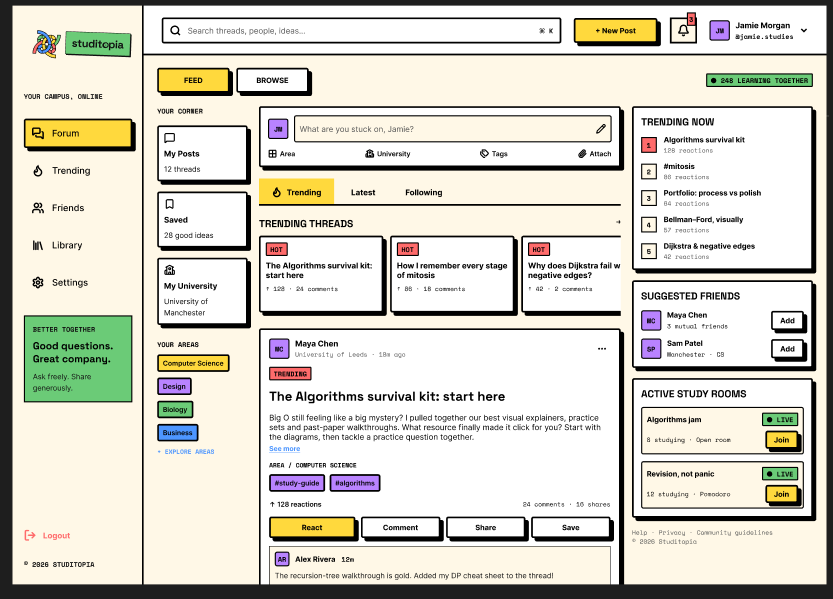 studitopia
Search threads, people, ideas...
⌘ K
+ New Post
3
JM
Jamie Morgan
@jamie.studies
YOUR CAMPUS, ONLINE
Forum
Trending
Friends
Library
Settings
BETTER TOGETHER
Good questions.
Great company.
Ask freely. Share
generously.
Logout
© 2026 STUDITOPIA
FEED
BROWSE
248 LEARNING TOGETHER
YOUR CORNER
My Posts
12 threads
Saved
28 good ideas
My University
University of
Manchester
YOUR AREAS
Computer Science
Design
Biology
Business
+ EXPLORE AREAS
JM
What are you stuck on, Jamie?
Area
University
Tags
Attach
Trending
Latest
Following
TRENDING THREADS
→
HOT
The Algorithms survival kit:
start here
↑ 128 · 24 comments
HOT
How I remember every stage
of mitosis
↑ 86 · 18 comments
HOT
Why does Dijkstra fail w
negative edges?
↑ 42 · 2 comments
MC
Maya Chen
University of Leeds · 18m ago
TRENDING
The Algorithms survival kit: start here
Big O still feeling like a big mystery? I pulled together our best visual explainers, practice
sets and past-paper walkthroughs. What resource finally made it click for you? Start with
the diagrams, then tackle a practice question together.
See more
AREA / COMPUTER SCIENCE
#study-guide
#algorithms
↑ 128 reactions
24 comments · 16 shares
React
Comment
Share
Save
AR
Alex Rivera 12m
The recursion-tree walkthrough is gold. Added my DP cheat sheet to the thread!
TRENDING NOW
1
Algorithms survival kit
128 reactions
2
#mitosis
86 reactions
3
Portfolio: process vs polish
64 reactions
4
Bellman–Ford, visually
57 reactions
5
Dijkstra & negative edges
42 reactions
SUGGESTED FRIENDS
MC
Maya Chen
3 mutual friends
Add
SP
Sam Patel
Manchester · CS
Add
ACTIVE STUDY ROOMS
Algorithms jam
LIVE
8 studying · Open room
Join
Revision, not panic
LIVE
12 studying · Pomodoro
Join
Help · Privacy · Community guidelines
© 2026 Studitopia